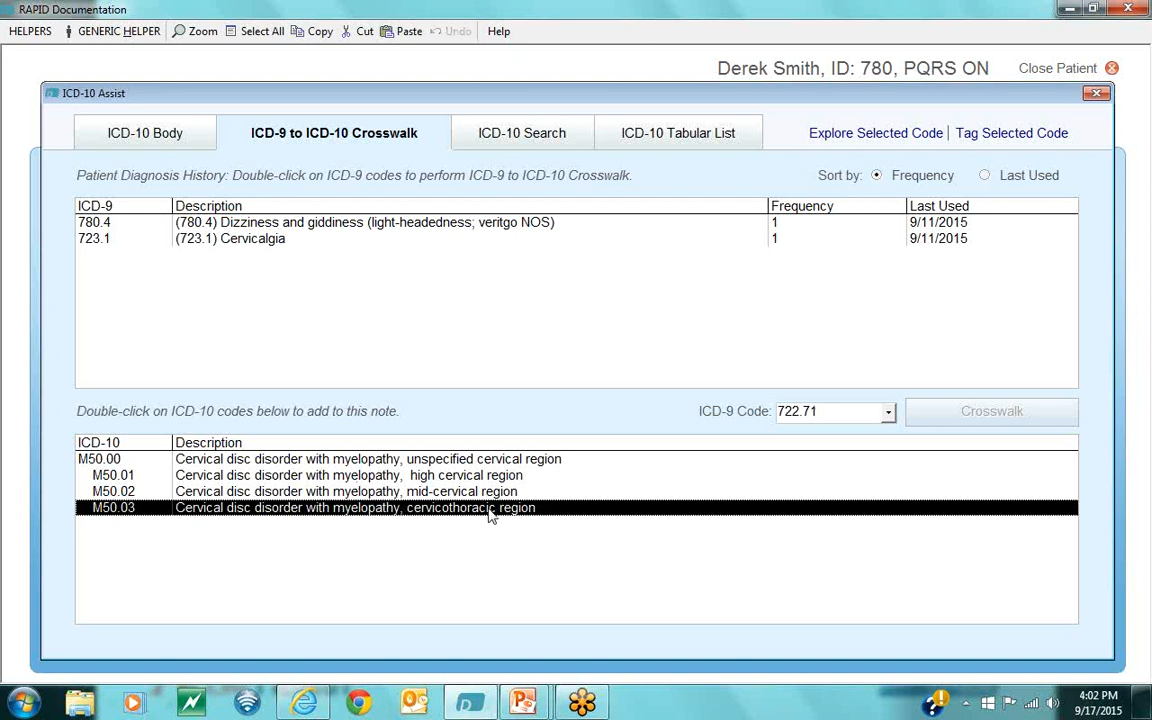 RAPID Documentation
HELPERS GENERIC HELPER Zoom Select All Copy Cut Paste Undo Help
Derek Smith, ID: 780, PQRS ON Close Patient
ICD-10 Assist
ICD-10 Body ICD-9 to ICD-10 Crosswalk ICD-10 Search ICD-10 Tabular List Explore Selected Code | Tag Selected Code
Patient Diagnosis History: Double-click on ICD-9 codes to perform ICD-9 to ICD-10 Crosswalk. Sort by: Frequency Last Used
ICD-9 Description Frequency Last Used
780.4 (780.4) Dizziness and giddiness (light-headedness; veritgo NOS) 1 9/11/2015
723.1 (723.1) Cervicalgia 1 9/11/2015
Double-click on ICD-10 codes below to add to this note. ICD-9 Code: 722.71 Crosswalk
ICD-10 Description
M50.00 Cervical disc disorder with myelopathy, unspecified cervical region
M50.01 Cervical disc disorder with myelopathy, high cervical region
M50.02 Cervical disc disorder with myelopathy, mid-cervical region
M50.03 Cervical disc disorder with myelopathy, cervicothoracic region
4:02 PM
9/17/2015